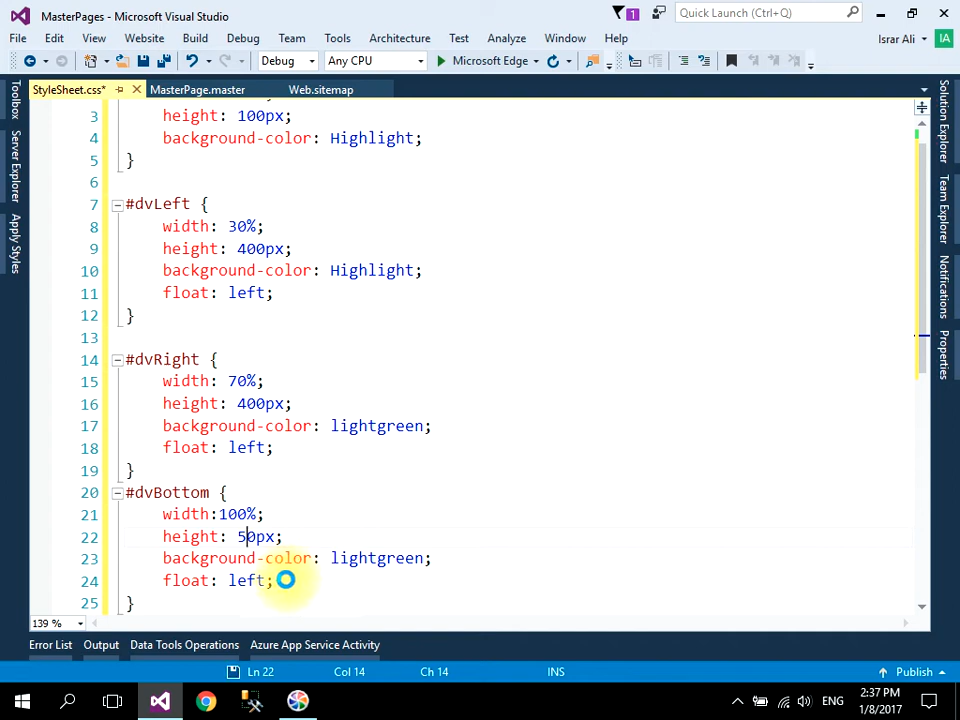 MasterPages - Microsoft Visual Studio
1
Quick Launch (Ctrl+Q)
File Edit View Website Build Debug Team Tools Architecture Test Analyze Window Help
Israr Ali
IA
Debug
Any CPU
Microsoft Edge
StyleSheet.css*
MasterPage.master
Web.sitemap
Toolbox
Server Explorer
Apply Styles
Solution Explorer
Team Explorer
Notifications
Properties
3 height: 100px;
4 background-color: Highlight;
5 }
6
7 #dvLeft {
8 width: 30%;
9 height: 400px;
10 background-color: Highlight;
11 float: left;
12 }
13
14 #dvRight {
15 width: 70%;
16 height: 400px;
17 background-color: lightgreen;
18 float: left;
19 }
20 #dvBottom {
21 width:100%;
22 height: 50px;
23 background-color: lightgreen;
24 float: left;
25 }
139 %
Error List Output Data Tools Operations Azure App Service Activity
Ln 22 Col 14 Ch 14 INS Publish
ENG
2:37 PM
1/8/2017